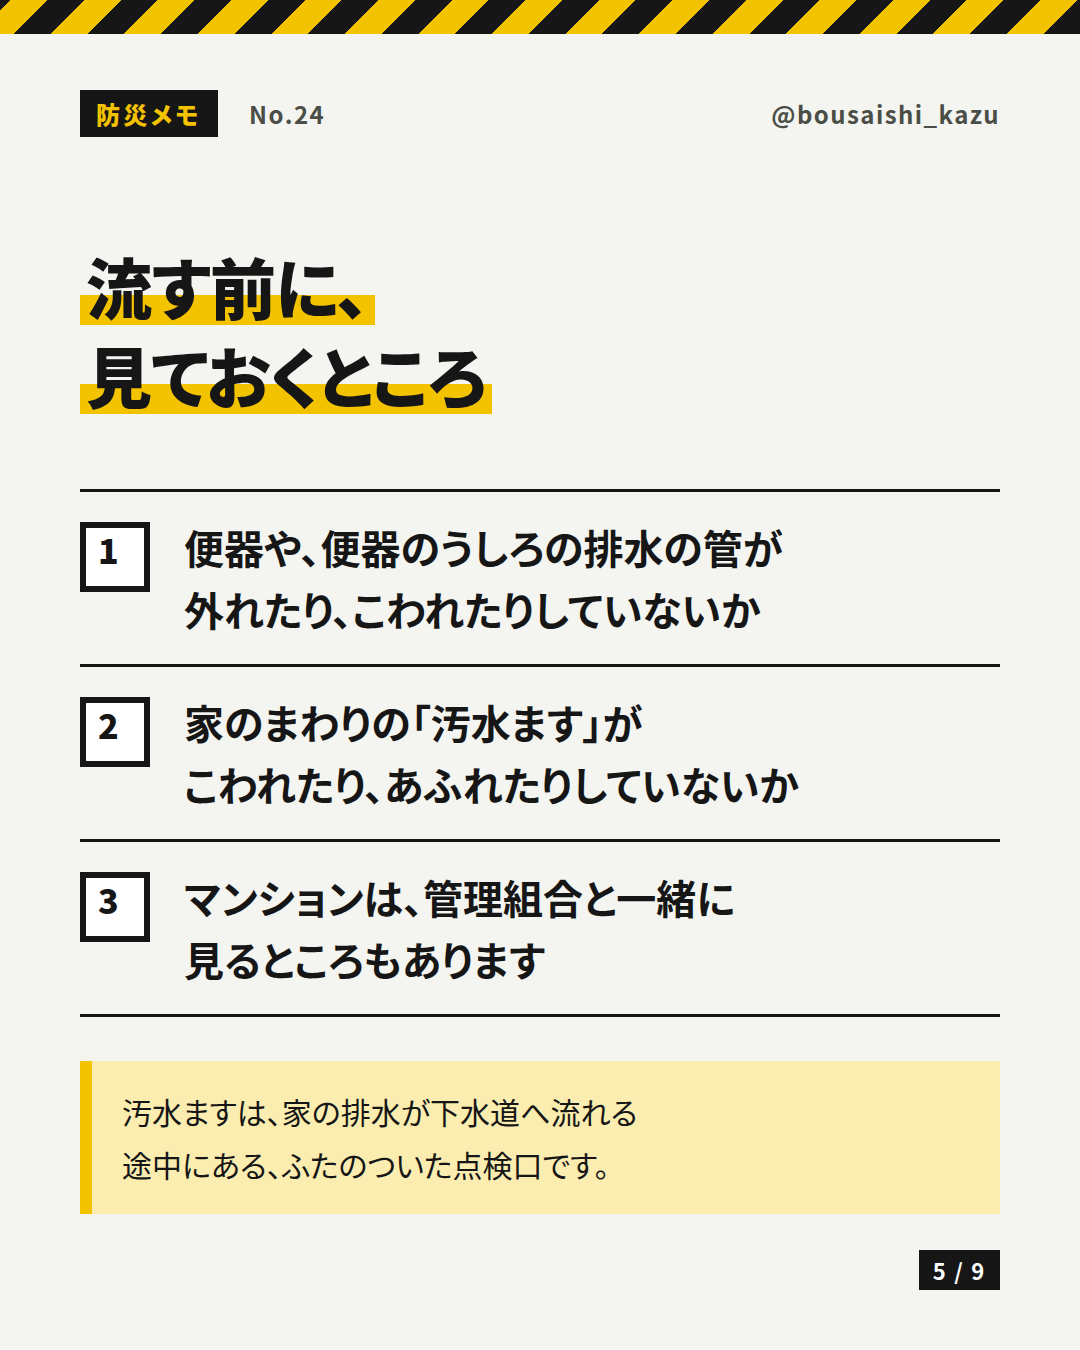 防災メモ No.24 @bousaishi_kazu
流す前に、
見ておくところ
1 便器や、便器のうしろの排水の管が
外れたり、こわれたりしていないか
2 家のまわりの「汚水ます」が
こわれたり、あふれたりしていないか
3 マンションは、管理組合と一緒に
見るところもあります
汚水ますは、家の排水が下水道へ流れる
途中にある、ふたのついた点検口です。
5 / 9